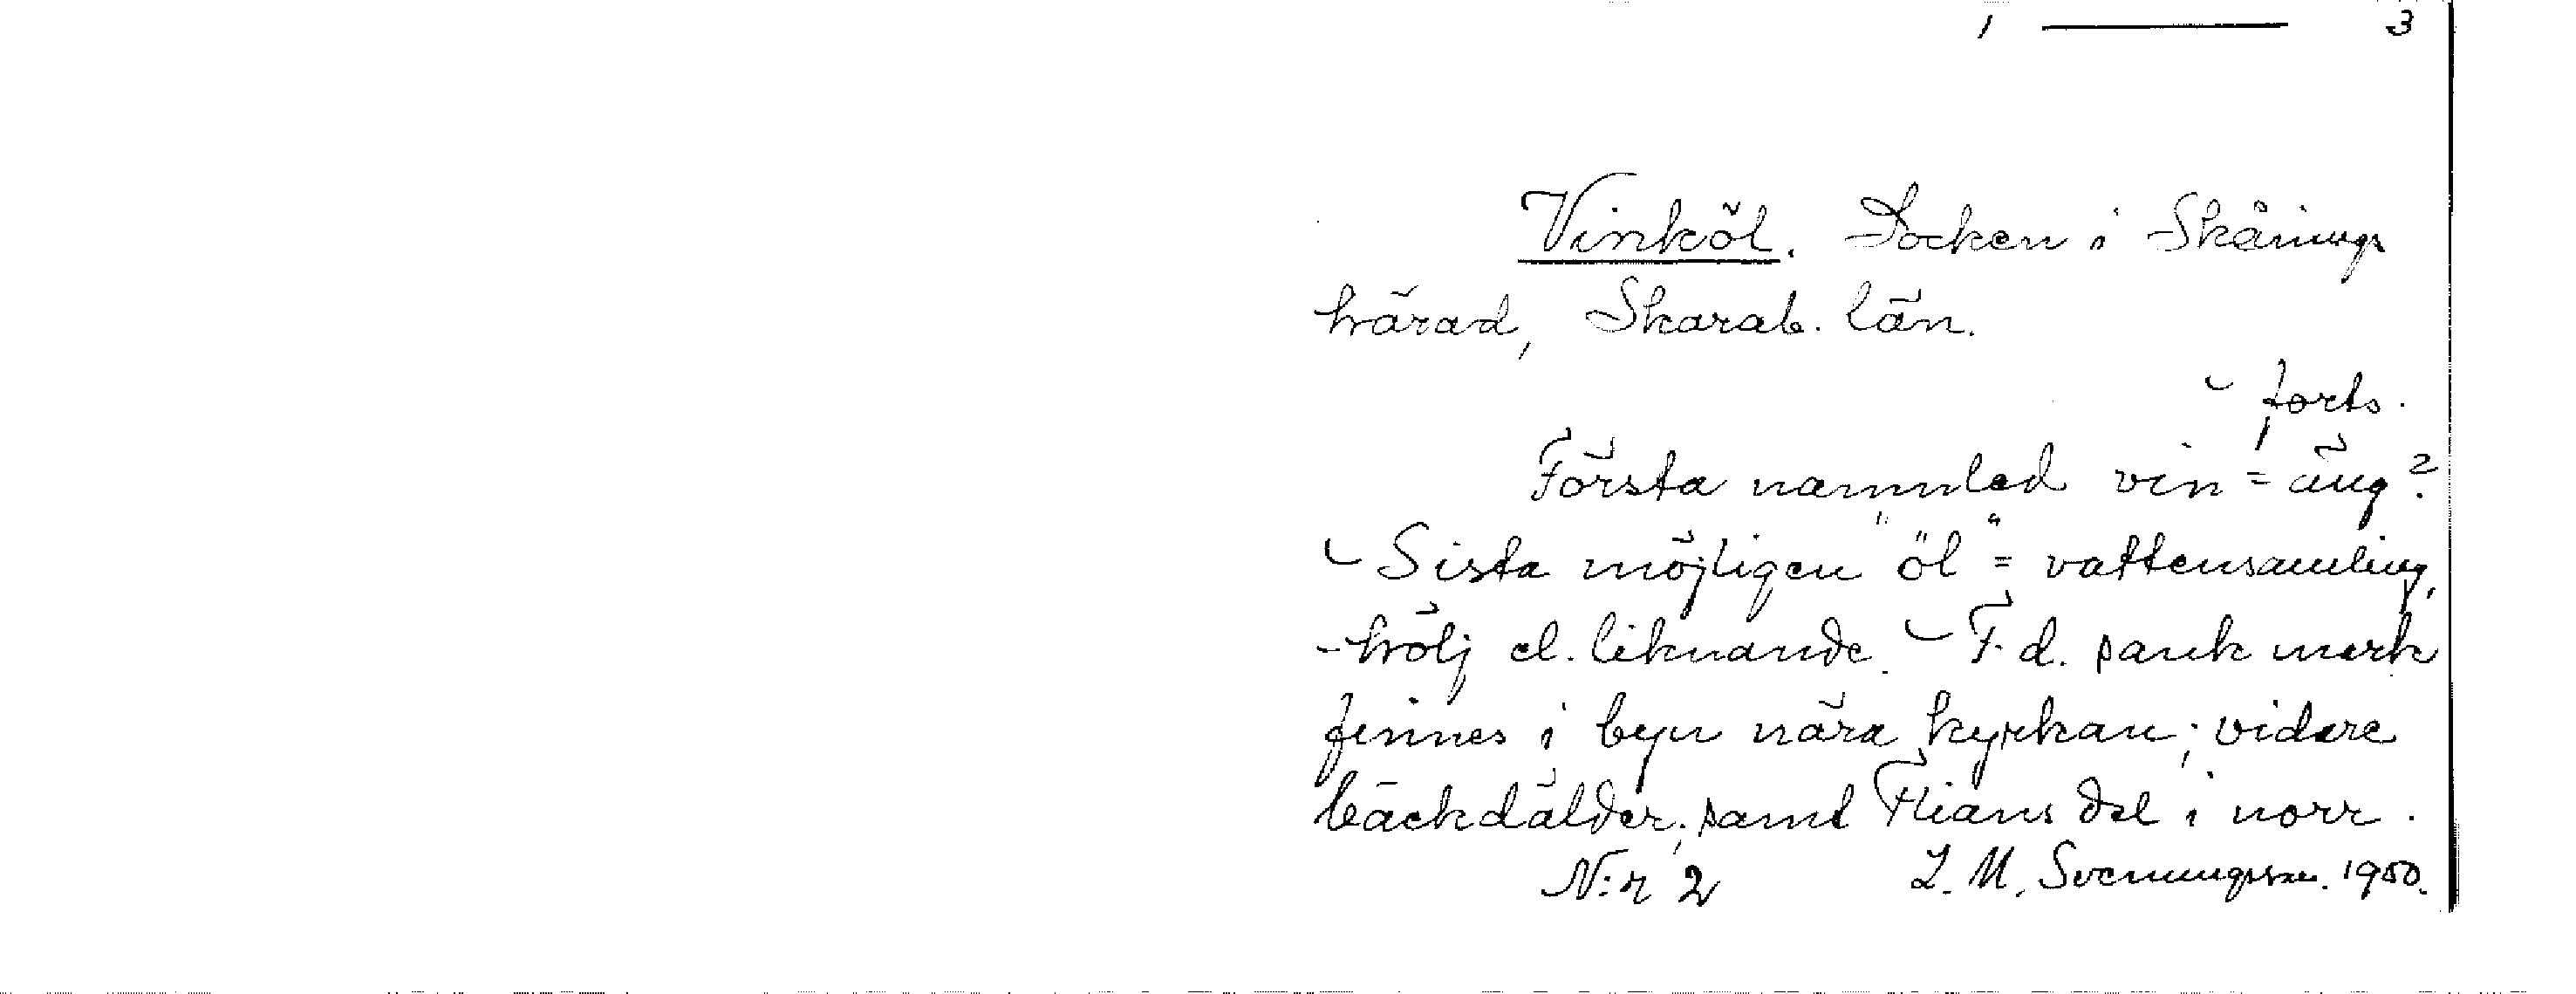 1 — 3
Vinköl. Socken i Skånings
härad, Skarab. län.
forts.
Första namnled vin = äng?
- Sista möjligen "öl" = vattensamling,
-hölj el. liknande. - F.d. sank mark
finnes i byn nära kyrkan; vidare
bäckdälder; samt Flians dal i norr.
N:r 2 L. M. Svenungsson. 1950.